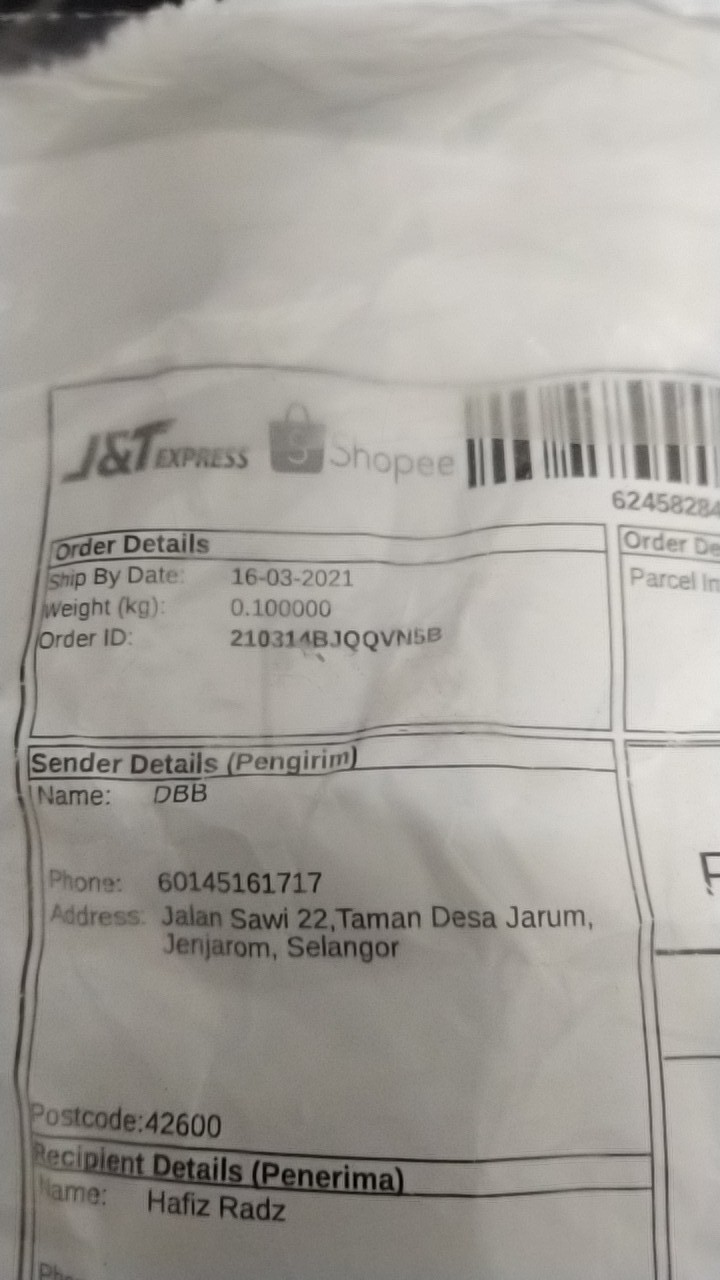 J&T EXPRESS Shopee
62458284
Order Details
Ship By Date: 16-03-2021
Weight (kg): 0.100000
Order ID: 210314BJQQVN5B
Order De
Parcel In
Sender Details (Pengirim)
Name: DBB
Phone: 60145161717
Address: Jalan Sawi 22,Taman Desa Jarum,
Jenjarom, Selangor
Postcode:42600
Recipient Details (Penerima)
Name: Hafiz Radz